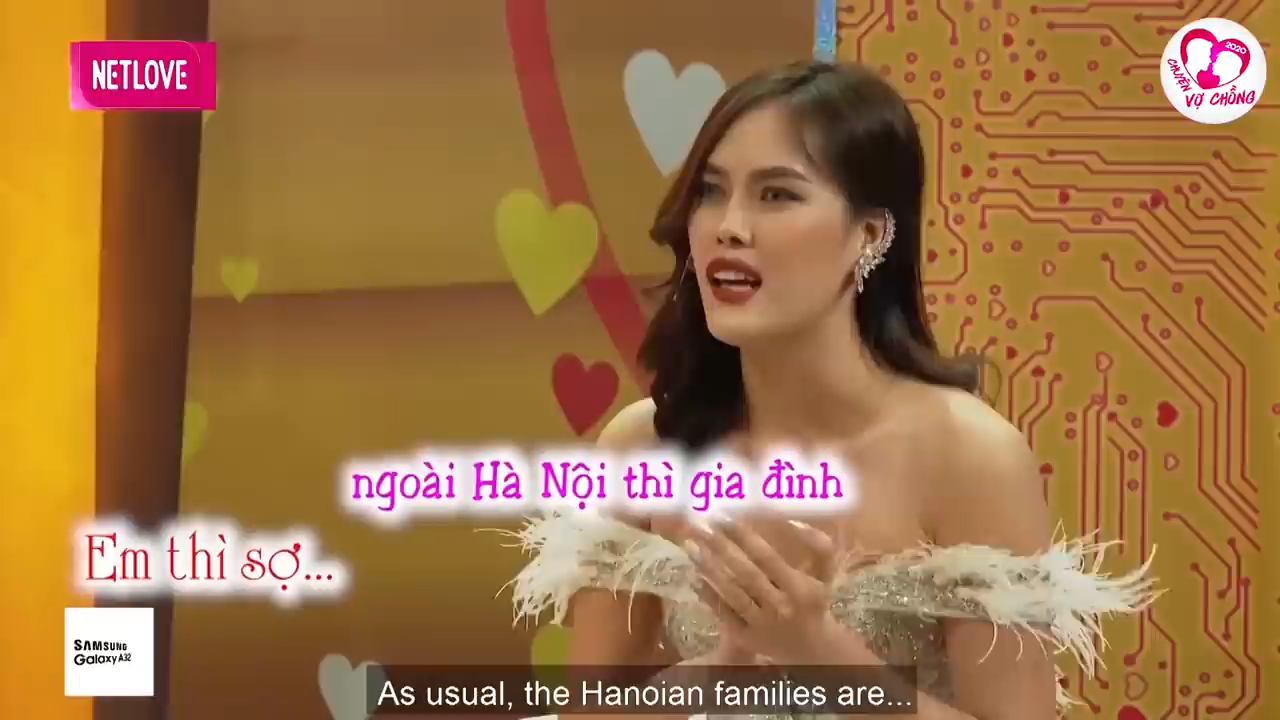 NETLOVE
2020
CHUYỆN
VỢ CHỒNG
ngoài Hà Nội thì gia đình
Em thì sợ...
SAMSUNG
Galaxy A32
As usual, the Hanoian families are...